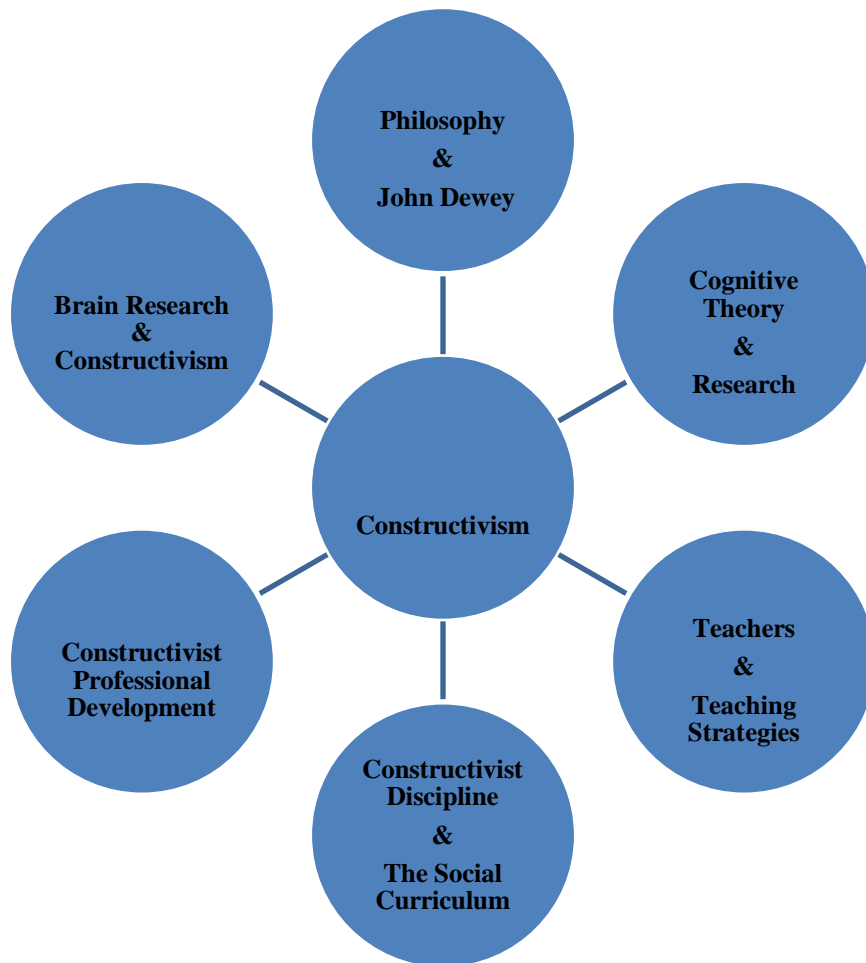 Philosophy
&
John Dewey
Cognitive
Theory
&
Research
Teachers
&
Teaching
Strategies
Constructivist
Discipline
&
The Social
Curriculum
Constructivist
Professional
Development
Brain Research
&
Constructivism
Constructivism